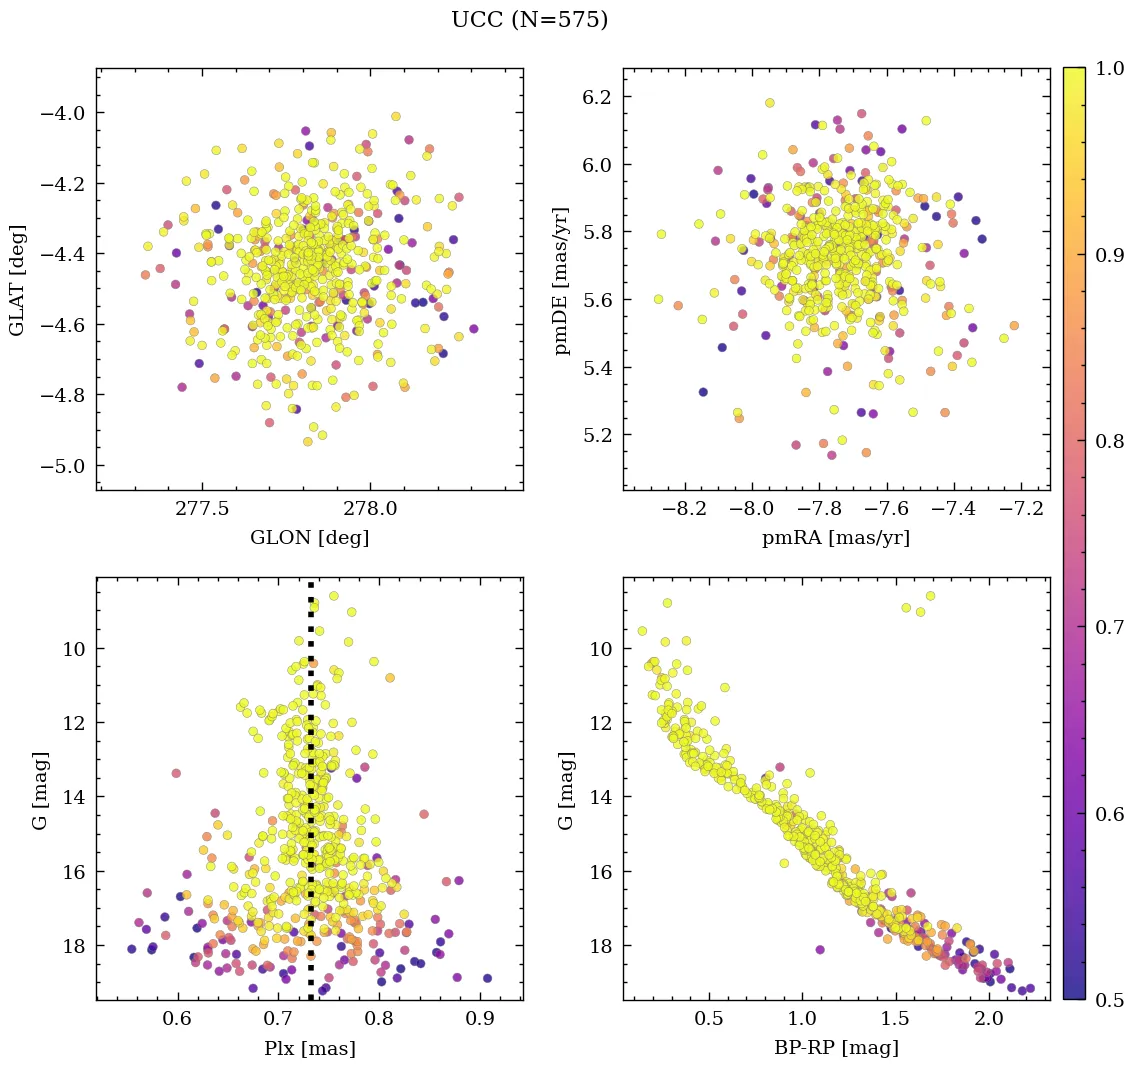 UCC (N=575)
−4.0
−4.2
−4.4
−4.6
−4.8
−5.0
GLAT [deg]
277.5 278.0
GLON [deg]
6.2
6.0
5.8
5.6
5.4
5.2
pmDE [mas/yr]
−8.2 −8.0 −7.8 −7.6 −7.4 −7.2
pmRA [mas/yr]
10
12
14
16
18
G [mag]
0.6 0.7 0.8 0.9
Plx [mas]
10
12
14
16
18
G [mag]
0.5 1.0 1.5 2.0
BP-RP [mag]
1.0
0.9
0.8
0.7
0.6
0.5